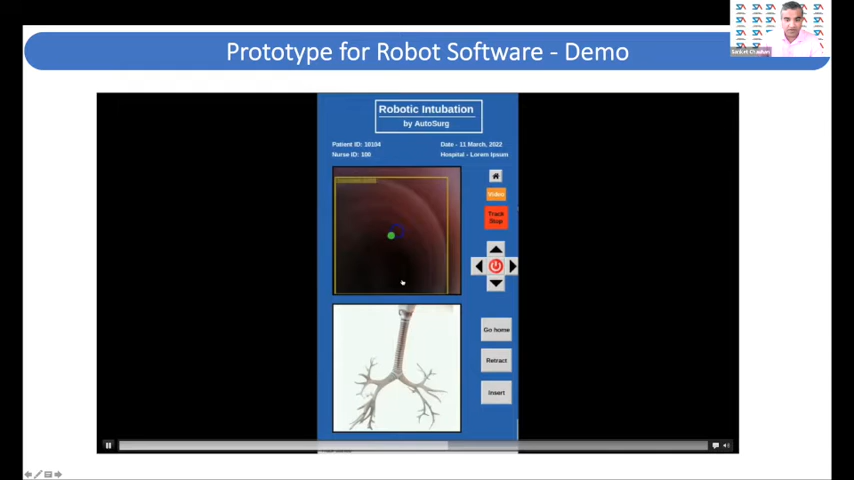 Prototype for Robot Software - Demo
Robotic Intubation
by AutoSurg
Patient ID: 10104
Date - 11 March, 2022
Nurse ID: 100
Hospital - Lorem Ipsum
Video
Track
Stop
Go home
Retract
Insert